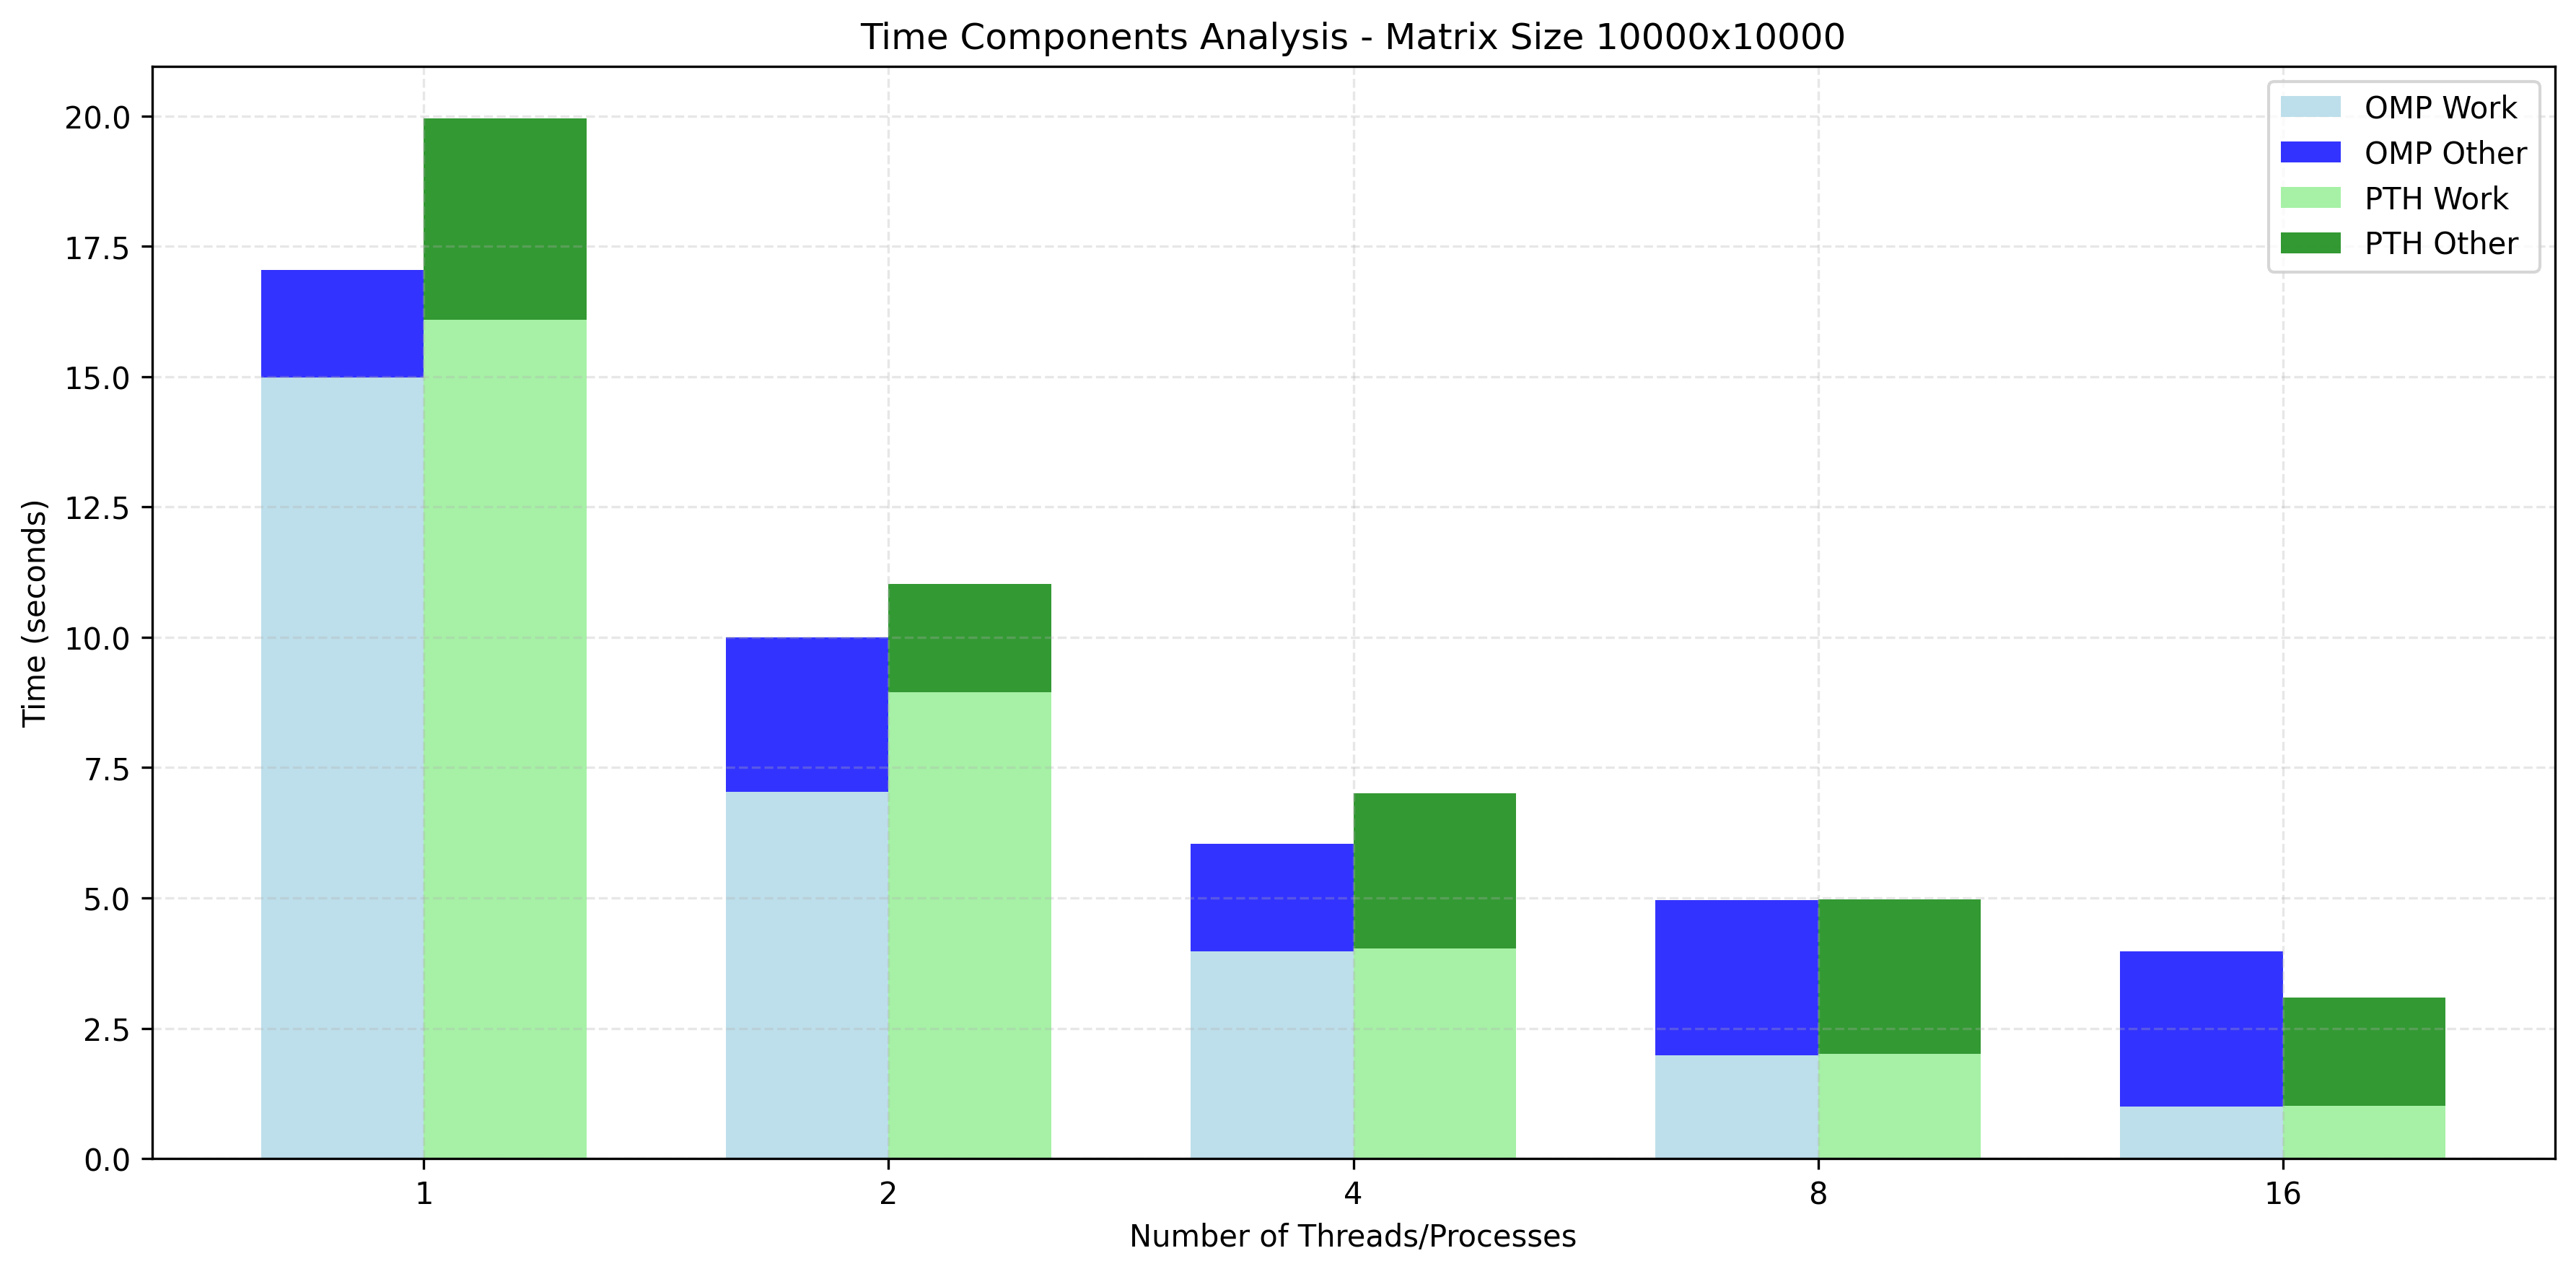 Time Components Analysis - Matrix Size 10000x10000
OMP Work
OMP Other
PTH Work
PTH Other
Time (seconds)
20.0
17.5
15.0
12.5
10.0
7.5
5.0
2.5
0.0
1 2 4 8 16
Number of Threads/Processes